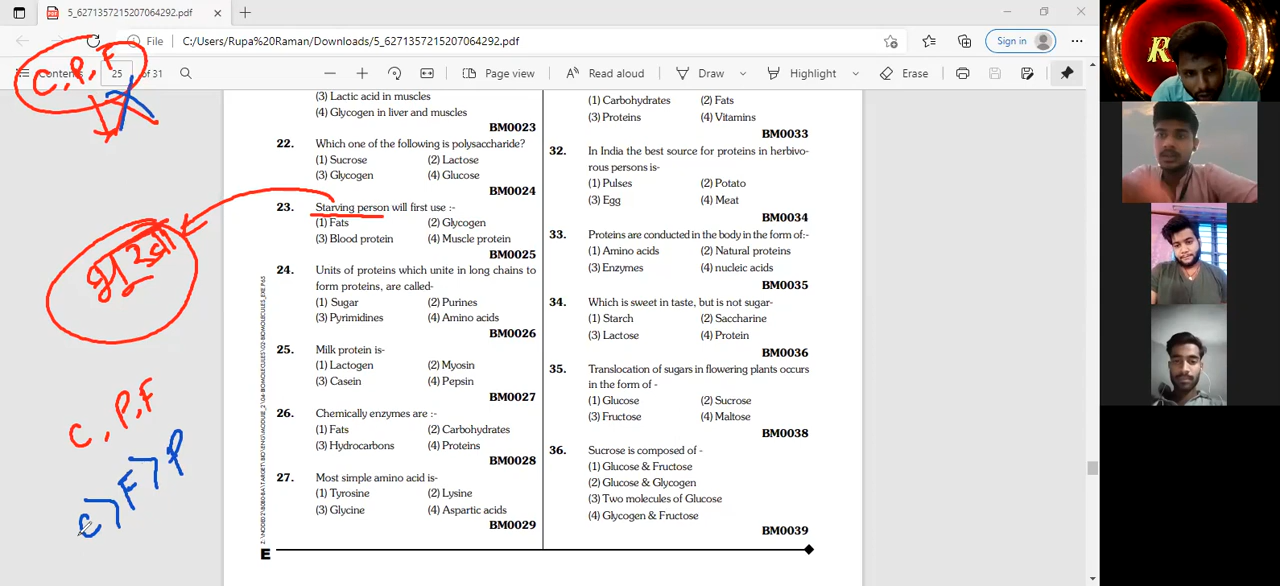 5_6271357215207064292.pdf
File
C:/Users/Rupa%20Raman/Downloads/5_6271357215207064292.pdf
Sign in
Contents
25
of 31
Page view
Read aloud
Draw
Highlight
Erase
C, P, F
C, P, F
C > F > P
(3) Lactic acid in muscles
(4) Glycogen in liver and muscles
BM0023
22. Which one of the following is polysaccharide?
(1) Sucrose (2) Lactose
(3) Glycogen (4) Glucose
BM0024
23. Starving person will first use :-
(1) Fats (2) Glycogen
(3) Blood protein (4) Muscle protein
BM0025
24. Units of proteins which unite in long chains to
form proteins, are called-
(1) Sugar (2) Purines
(3) Pyrimidines (4) Amino acids
BM0026
25. Milk protein is-
(1) Lactogen (2) Myosin
(3) Casein (4) Pepsin
BM0027
26. Chemically enzymes are :-
(1) Fats (2) Carbohydrates
(3) Hydrocarbons (4) Proteins
BM0028
27. Most simple amino acid is-
(1) Tyrosine (2) Lysine
(3) Glycine (4) Aspartic acids
BM0029
E
(1) Carbohydrates (2) Fats
(3) Proteins (4) Vitamins
BM0033
32. In India the best source for proteins in herbivo-
rous persons is-
(1) Pulses (2) Potato
(3) Egg (4) Meat
BM0034
33. Proteins are conducted in the body in the form of:-
(1) Amino acids (2) Natural proteins
(3) Enzymes (4) nucleic acids
BM0035
34. Which is sweet in taste, but is not sugar-
(1) Starch (2) Saccharine
(3) Lactose (4) Protein
BM0036
35. Translocation of sugars in flowering plants occurs
in the form of -
(1) Glucose (2) Sucrose
(3) Fructose (4) Maltose
BM0038
36. Sucrose is composed of -
(1) Glucose & Fructose
(2) Glucose & Glycogen
(3) Two molecules of Glucose
(4) Glycogen & Fructose
BM0039